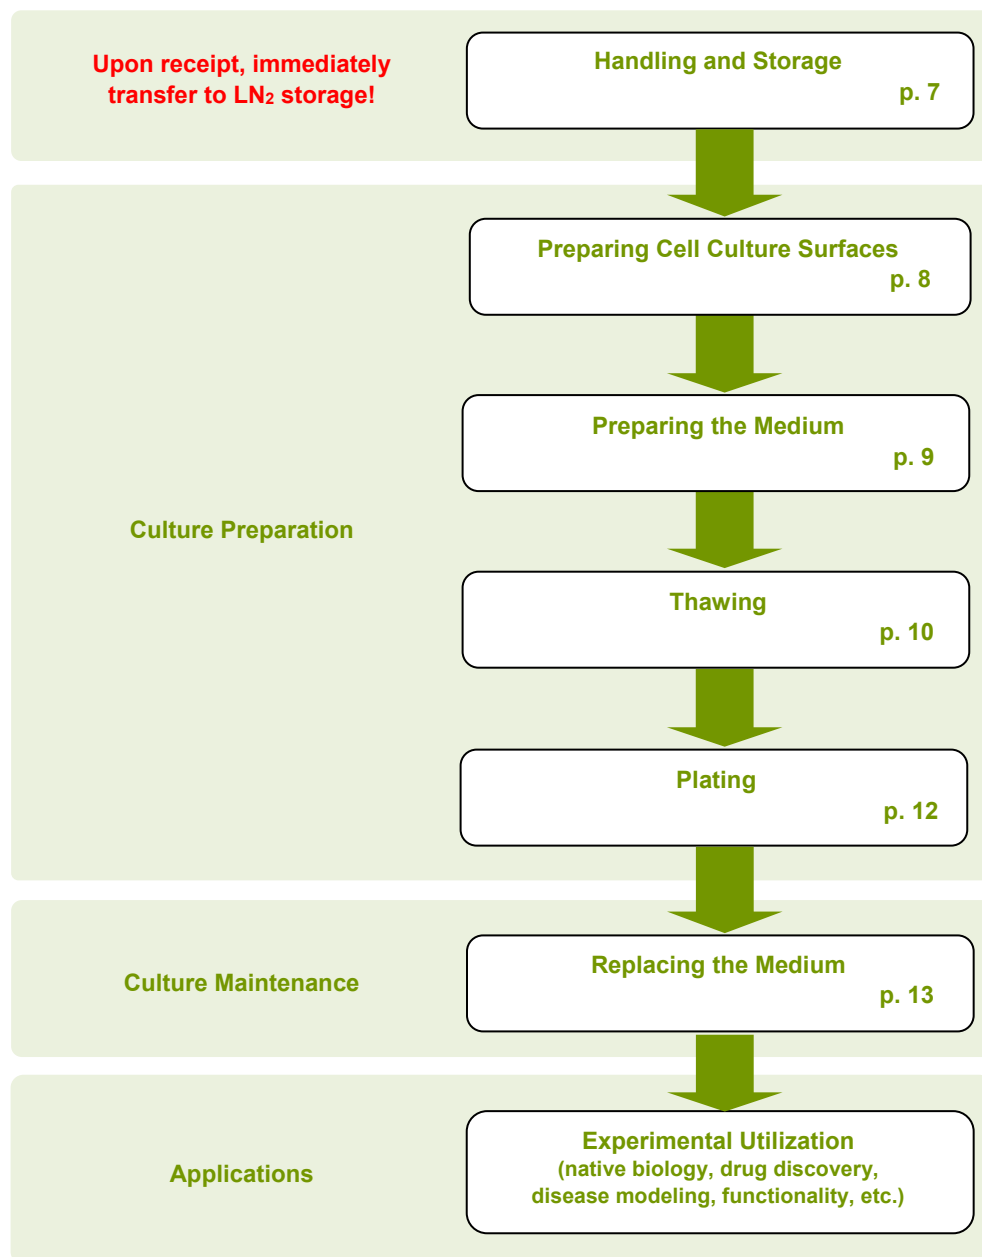 Upon receipt, immediately
transfer to LN₂ storage!
Handling and Storage
p. 7
Culture Preparation
Preparing Cell Culture Surfaces
p. 8
Preparing the Medium
p. 9
Thawing
p. 10
Plating
p. 12
Culture Maintenance
Replacing the Medium
p. 13
Applications
Experimental Utilization
(native biology, drug discovery,
disease modeling, functionality, etc.)